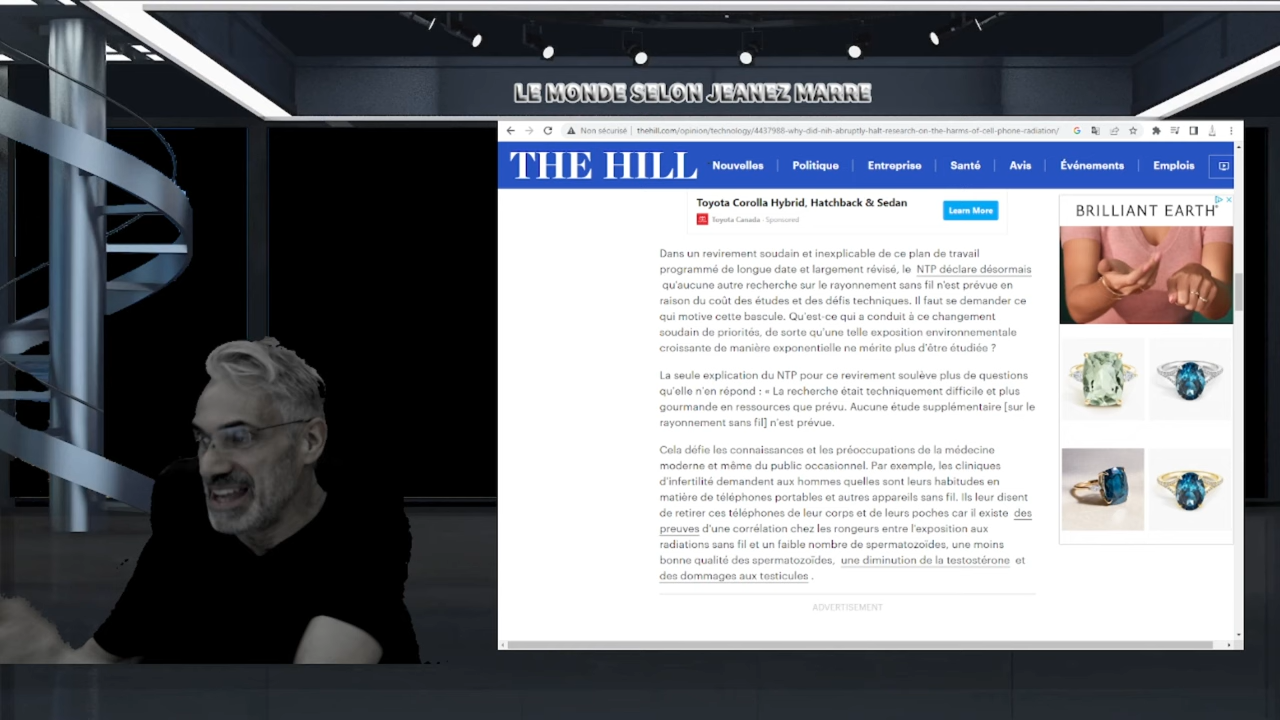 LE MONDE SELON JEANEZ MARRE
Non sécurisé | thehill.com/opinion/technology/4437988-why-did-nih-abruptly-halt-research-on-the-harms-of-cell-phone-radiation/
THE HILL
Nouvelles | Politique | Entreprise | Santé | Avis | Événements | Emplois
Toyota Corolla Hybrid, Hatchback & Sedan
Toyota Canada · Sponsored
Learn More
BRILLIANT EARTH
Dans un revirement soudain et inexplicable de ce plan de travail
programmé de longue date et largement révisé, le NTP déclare désormais
qu'aucune autre recherche sur le rayonnement sans fil n'est prévue en
raison du coût des études et des défis techniques. Il faut se demander ce
qui motive cette bascule. Qu'est-ce qui a conduit à ce changement
soudain de priorités, de sorte qu'une telle exposition environnementale
croissante de manière exponentielle ne mérite plus d'être étudiée ?
La seule explication du NTP pour ce revirement soulève plus de questions
qu'elle n'en répond : « La recherche était techniquement difficile et plus
gourmande en ressources que prévu. Aucune étude supplémentaire [sur le
rayonnement sans fil] n'est prévue.
Cela défie les connaissances et les préoccupations de la médecine
moderne et même du public occasionnel. Par exemple, les cliniques
d'infertilité demandent aux hommes quelles sont leurs habitudes en
matière de téléphones portables et autres appareils sans fil. Ils leur disent
de retirer ces téléphones de leur corps et de leurs poches car il existe des
preuves d'une corrélation chez les rongeurs entre l'exposition aux
radiations sans fil et un faible nombre de spermatozoïdes, une moins
bonne qualité des spermatozoïdes, une diminution de la testostérone et
des dommages aux testicules .
ADVERTISEMENT